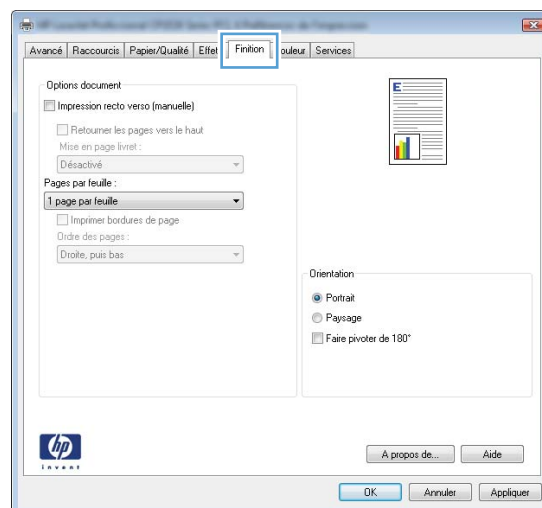 Avancé Raccourcis Papier/Qualité Effet Finition ouleur Services
Options document
Impression recto verso (manuelle)
Retourner les pages vers le haut
Mise en page livret :
Désactivé
Pages par feuille :
1 page par feuille
Imprimer bordures de page
Ordre des pages :
Droite, puis bas
E
Orientation
Portrait
Paysage
Faire pivoter de 180°
hp
invent
A propos de... Aide
OK Annuler Appliquer